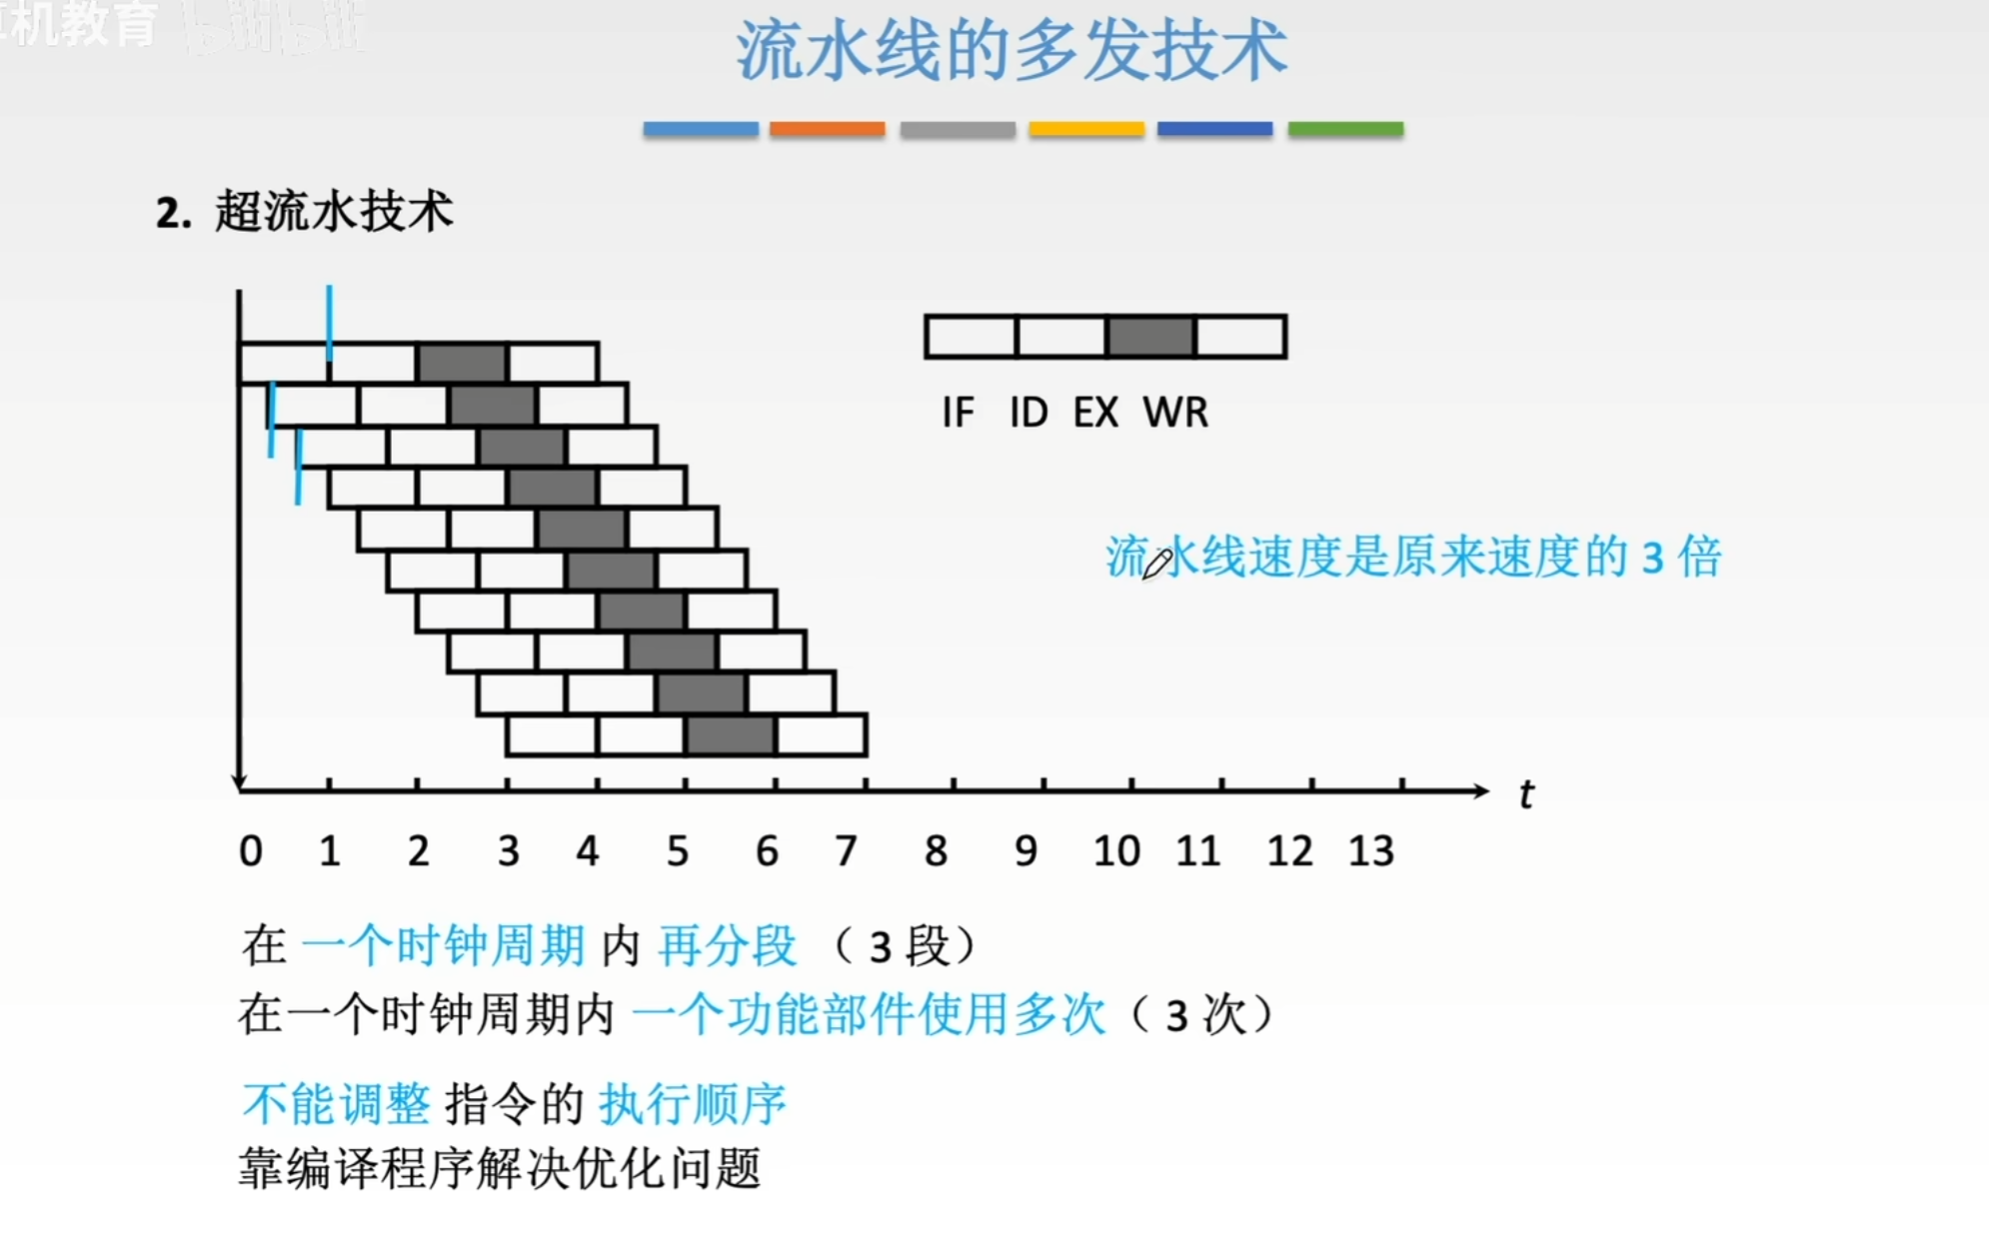 机教育 bilibili
流水线的多发技术
2. 超流水技术
IF ID EX WR
流水线速度是原来速度的 3 倍
t
0 1 2 3 4 5 6 7 8 9 10 11 12 13
在 一个时钟周期 内 再分段 （ 3 段）
在一个时钟周期内 一个功能部件使用多次（ 3 次）
不能调整 指令的 执行顺序
靠编译程序解决优化问题